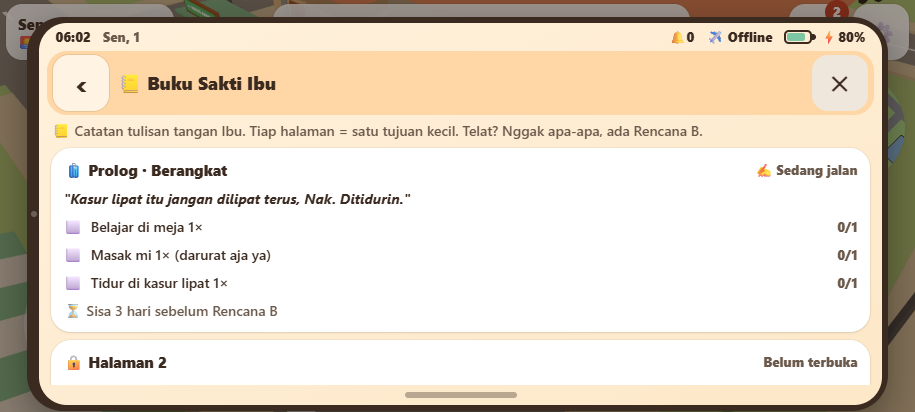 Sen
2
06:02 Sen, 1
0 Offline 80%
‹ Buku Sakti Ibu ×
Catatan tulisan tangan Ibu. Tiap halaman = satu tujuan kecil. Telat? Nggak apa-apa, ada Rencana B.
Prolog · Berangkat
Sedang jalan
"Kasur lipat itu jangan dilipat terus, Nak. Ditidurin."
Belajar di meja 1× 0/1
Masak mi 1× (darurat aja ya) 0/1
Tidur di kasur lipat 1× 0/1
Sisa 3 hari sebelum Rencana B
Halaman 2
Belum terbuka